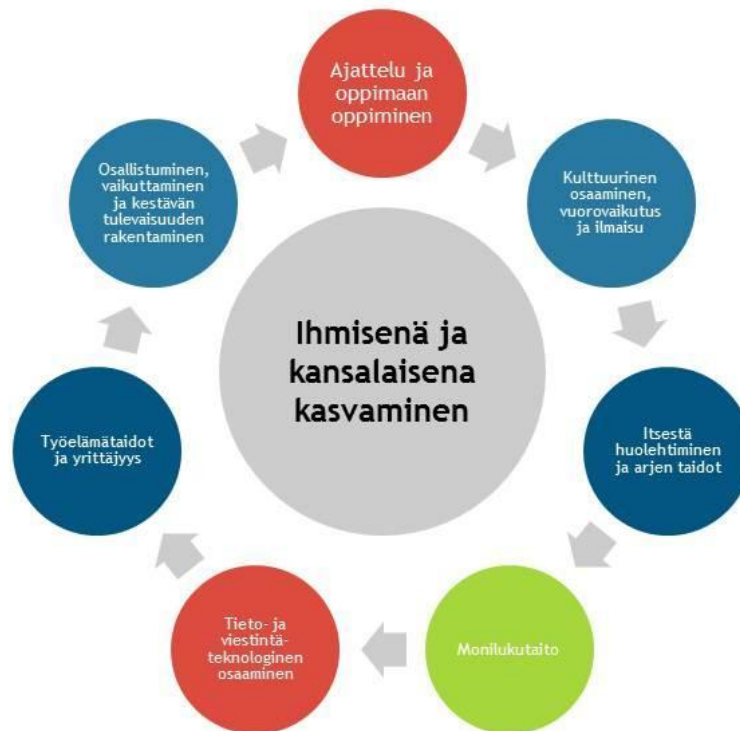 Ajattelu ja
oppimaan
oppiminen
Kulttuurinen
osaaminen,
vuorovaikutus
ja ilmaisu
Itsestä
huolehtiminen
ja arjen taidot
Monilukutaito
Tieto- ja
viestintä-
teknologinen
osaaminen
Työelämätaidot
ja yrittäjyys
Osallistuminen,
vaikuttaminen
ja kestävän
tulevaisuuden
rakentaminen
Ihmisenä ja
kansalaisena
kasvaminen